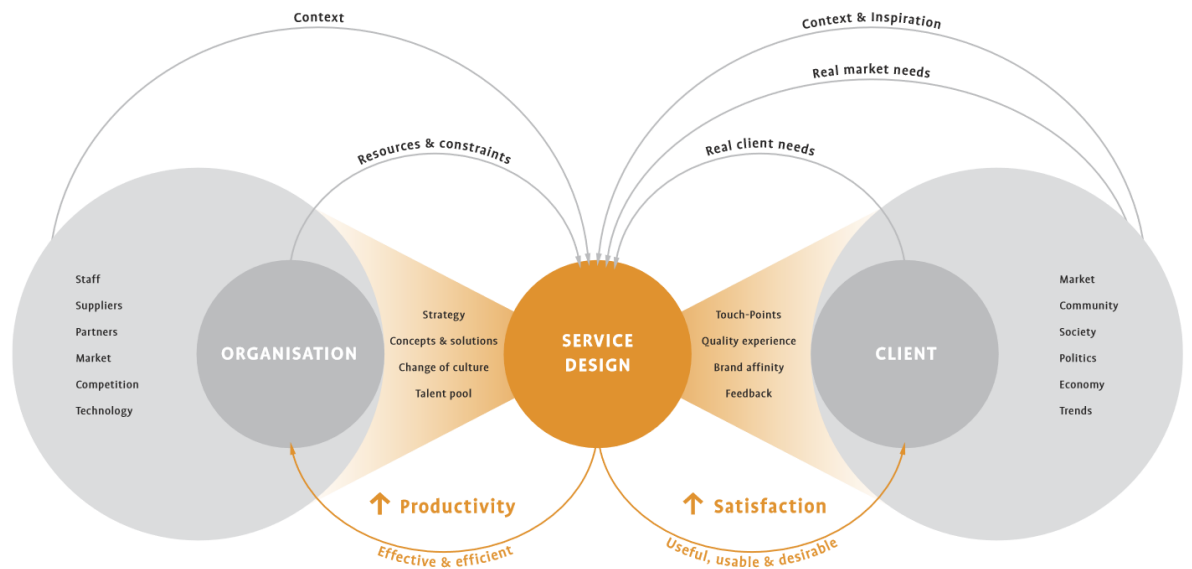 Context
Context & Inspiration
Real market needs
Resources & constraints
Real client needs
Staff
Suppliers
Partners
Market
Competition
Technology
ORGANISATION
Strategy
Concepts & solutions
Change of culture
Talent pool
SERVICE
DESIGN
Touch-Points
Quality experience
Brand affinity
Feedback
CLIENT
Market
Community
Society
Politics
Economy
Trends
↑ Productivity
Effective & efficient
↑ Satisfaction
Useful, usable & desirable